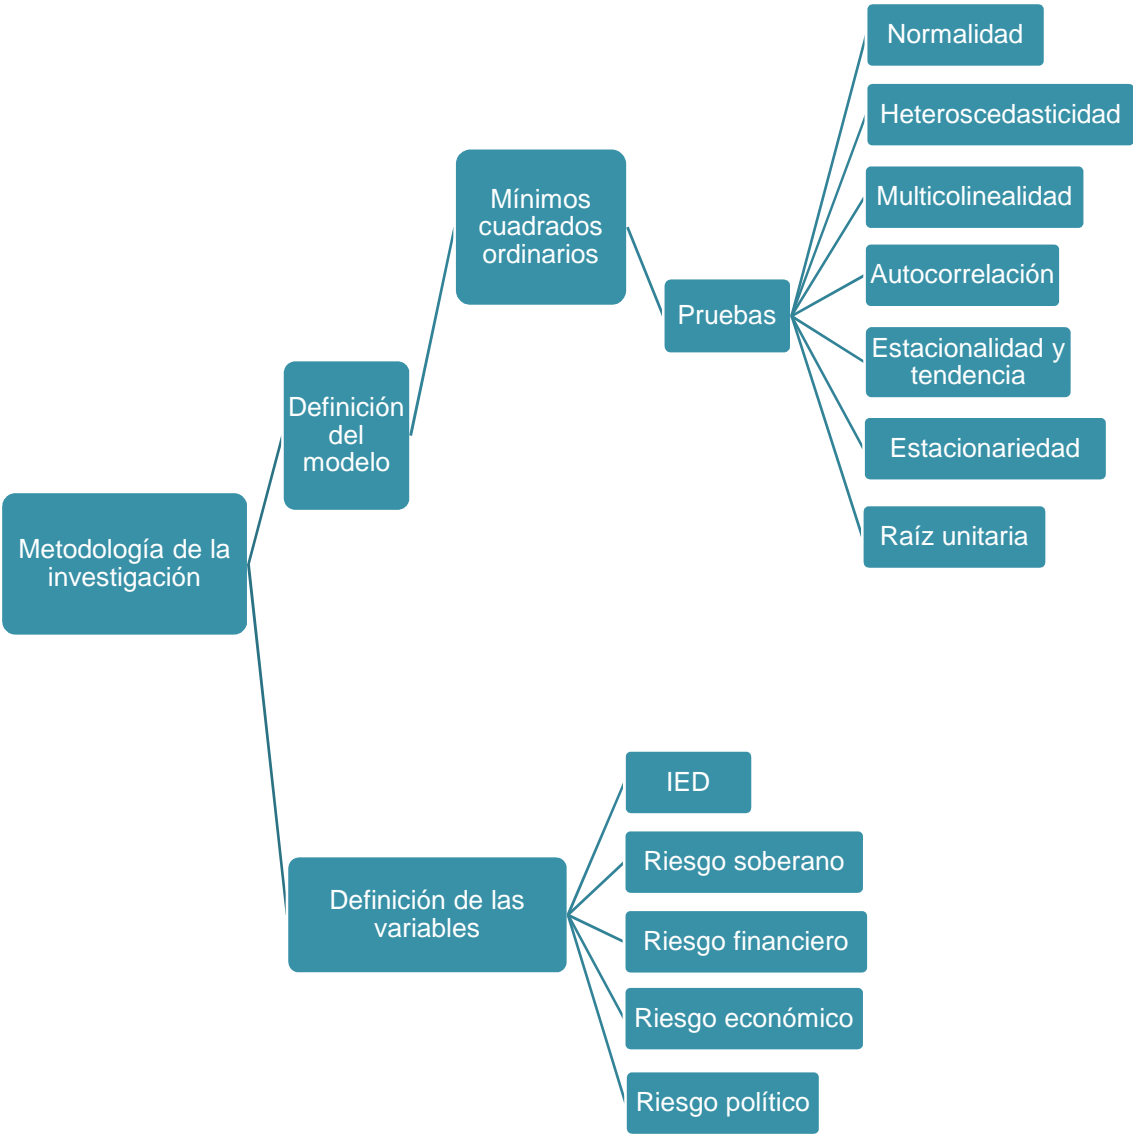 Metodología de la
investigación
Definición
del
modelo
Mínimos
cuadrados
ordinarios
Pruebas
Normalidad
Heteroscedasticidad
Multicolinealidad
Autocorrelación
Estacionalidad y
tendencia
Estacionariedad
Raíz unitaria
Definición de las
variables
IED
Riesgo soberano
Riesgo financiero
Riesgo económico
Riesgo político